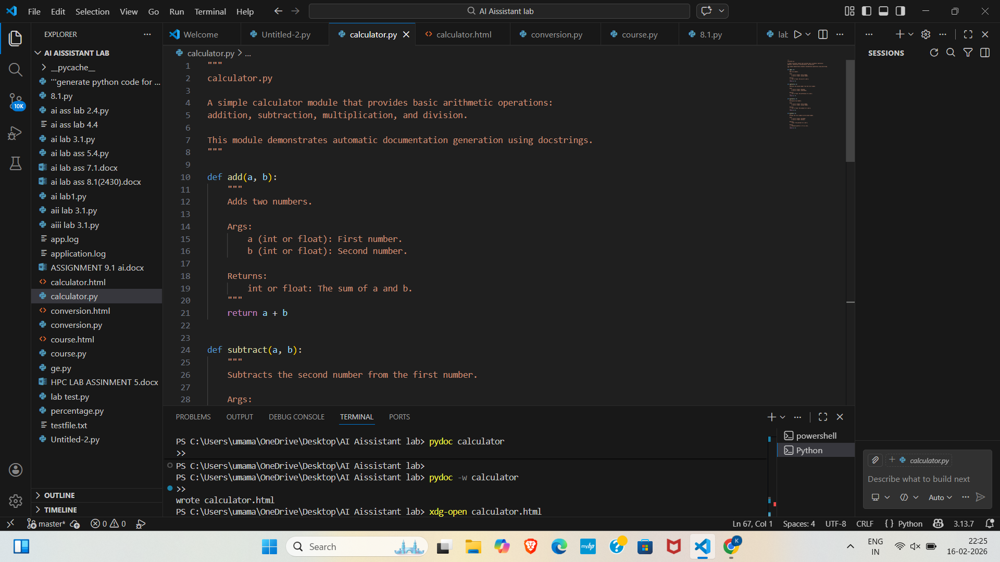 File Edit Selection View Go Run Terminal Help
AI Aissistant lab
EXPLORER
AI AISSISTANT LAB
__pycache__
'''generate python code for ...
8.1.py
ai ass lab 2.4.py
ai ass lab 4.4
ai lab 3.1.py
ai lab ass 5.4.py
ai lab ass 7.1.docx
ai lab ass 8.1(2430).docx
ai lab1.py
aii lab 3.1.py
aiii lab 3.1.py
app.log
application.log
ASSIGNMENT 9.1 ai.docx
calculator.html
calculator.py
conversion.html
conversion.py
course.html
course.py
ge.py
HPC LAB ASSINMENT 5.docx
lab test.py
percentage.py
testfile.txt
Untitled-2.py
OUTLINE
TIMELINE
10K
Welcome Untitled-2.py calculator.py calculator.html conversion.py course.py 8.1.py lab
calculator.py > ...
1 """
2 calculator.py
3
4 A simple calculator module that provides basic arithmetic operations:
5 addition, subtraction, multiplication, and division.
6
7 This module demonstrates automatic documentation generation using docstrings.
8 """
9
10 def add(a, b):
11 """
12 Adds two numbers.
13
14 Args:
15 a (int or float): First number.
16 b (int or float): Second number.
17
18 Returns:
19 int or float: The sum of a and b.
20 """
21 return a + b
22
23
24 def subtract(a, b):
25 """
26 Subtracts the second number from the first number.
27
28 Args:
PROBLEMS OUTPUT DEBUG CONSOLE TERMINAL PORTS
PS C:\Users\umama\OneDrive\Desktop\AI Aissistant lab> pydoc calculator
>>
PS C:\Users\umama\OneDrive\Desktop\AI Aissistant lab>
PS C:\Users\umama\OneDrive\Desktop\AI Aissistant lab> pydoc -w calculator
>>
wrote calculator.html
PS C:\Users\umama\OneDrive\Desktop\AI Aissistant lab> xdg-open calculator.html
powershell
Python
SESSIONS
calculator.py
Describe what to build next
Auto
master* 0 0
Ln 67, Col 1 Spaces: 4 UTF-8 CRLF { } Python 3.13.7
Search
myhp
K
ENG
IN
22:25
16-02-2026